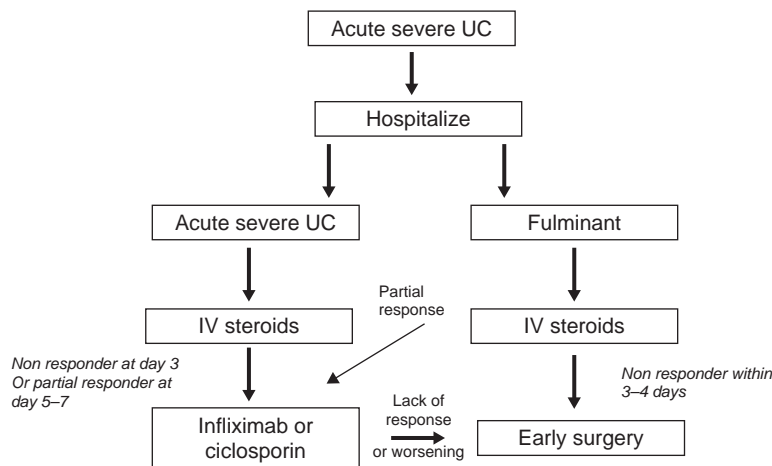 Acute severe UC
Hospitalize
Acute severe UC
Fulminant
Partial
response
IV steroids
IV steroids
Non responder at day 3
Or partial responder at
day 5–7
Non responder within
3–4 days
Infliximab or
ciclosporin
Lack of
response
or worsening
Early surgery